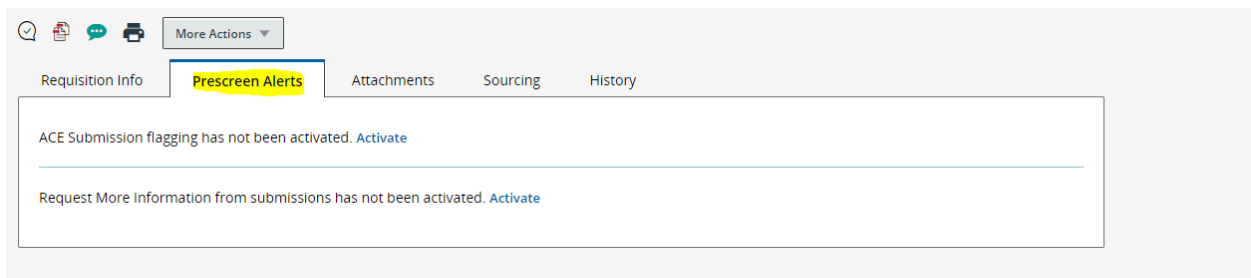 More Actions
Requisition Info Prescreen Alerts Attachments Sourcing History
ACE Submission flagging has not been activated. Activate
Request More Information from submissions has not been activated. Activate